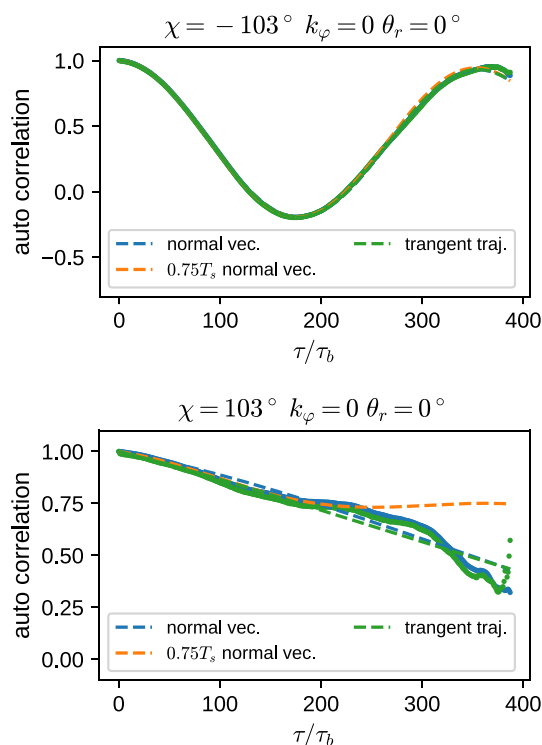 χ = − 103° k_φ = 0 θ_r = 0°
1.0
0.5
0.0
−0.5
auto correlation
normal vec.
0.75T_s normal vec.
trangent traj.
0 100 200 300 400
τ/τ_b
χ = 103° k_φ = 0 θ_r = 0°
1.00
0.75
0.50
0.25
0.00
auto correlation
normal vec.
0.75T_s normal vec.
trangent traj.
0 100 200 300 400
τ/τ_b